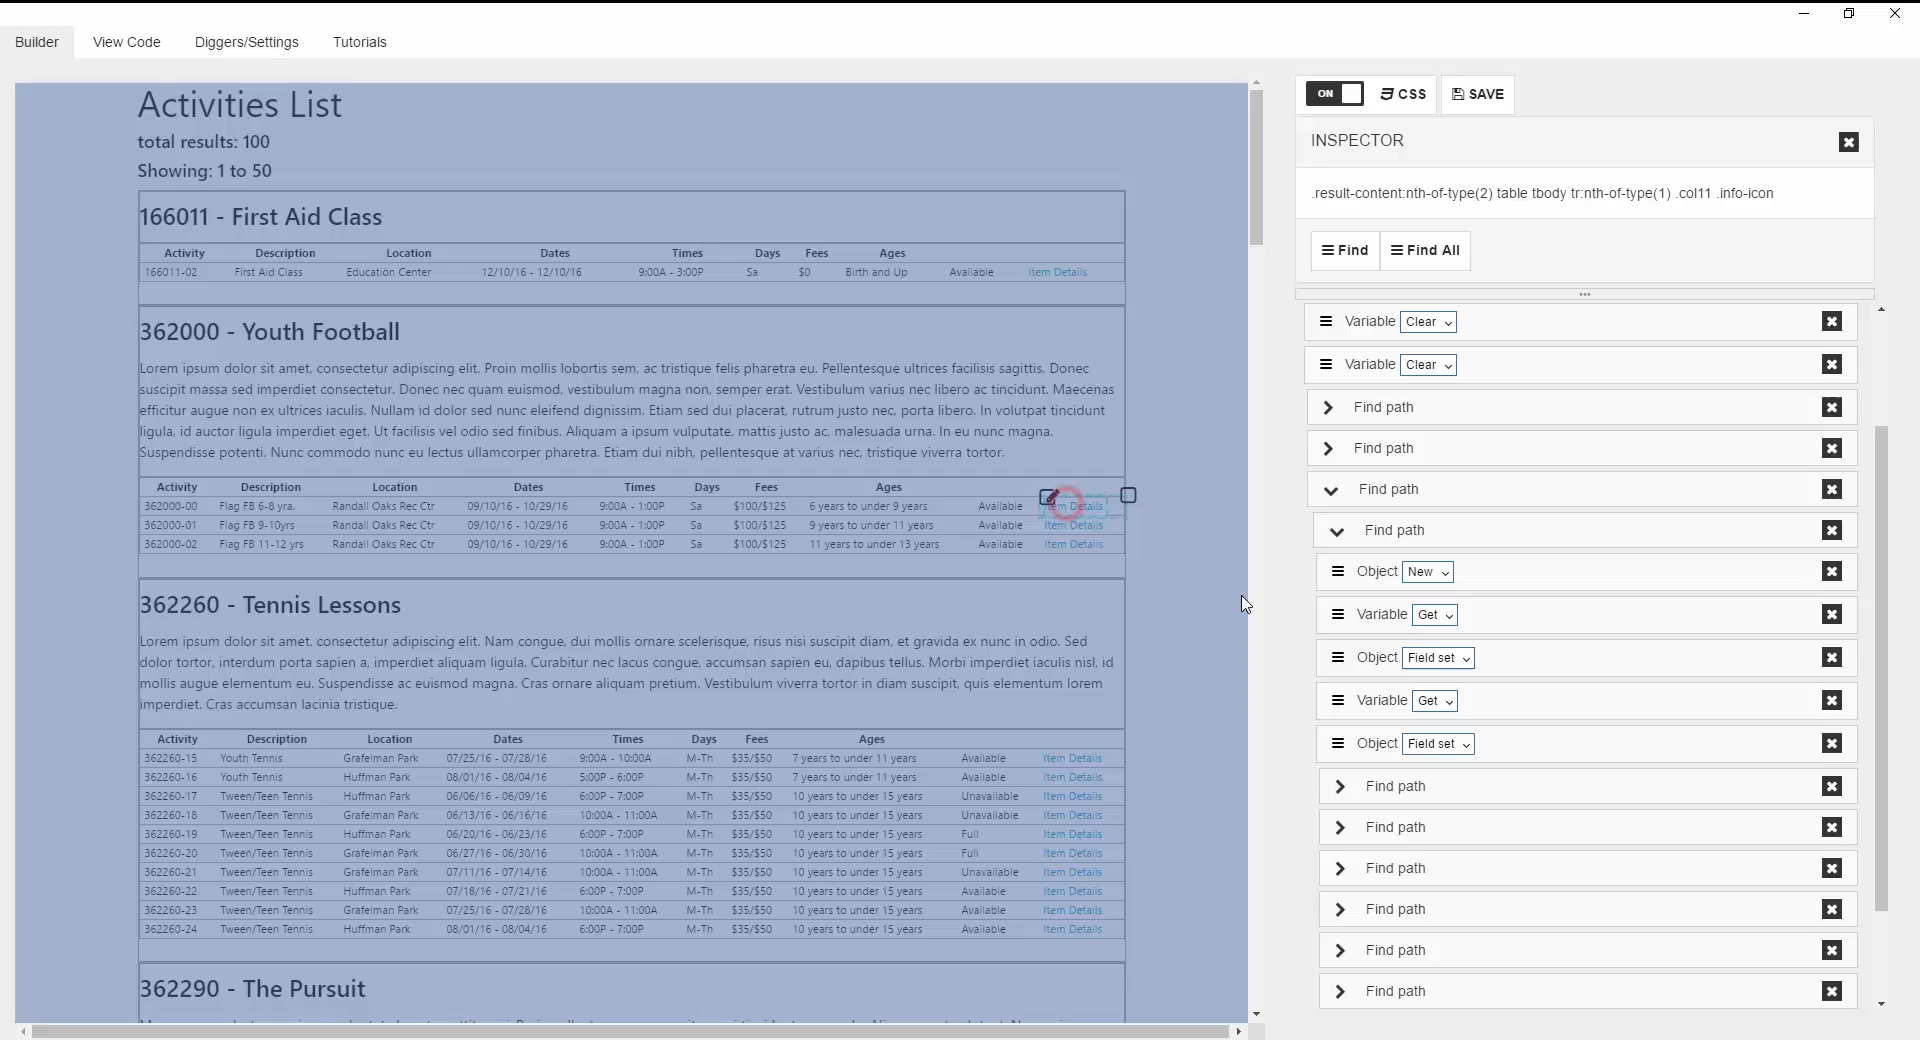 Builder View Code Diggers/Settings Tutorials
Activities List
total results: 100
Showing: 1 to 50
166011 - First Aid Class
Activity Description Location Dates Times Days Fees Ages
166011-02 First Aid Class Education Center 12/10/16 - 12/10/16 9:00A - 3:00P Sa $0 Birth and Up Available Item Details
362000 - Youth Football
Lorem ipsum dolor sit amet, consectetur adipiscing elit. Proin mollis lobortis sem, ac tristique felis pharetra eu. Pellentesque ultrices facilisis sagittis. Donec
suscipit massa sed imperdiet consectetur. Donec nec quam euismod, vestibulum magna non, semper erat. Vestibulum varius nec libero ac tincidunt. Maecenas
efficitur augue non ex ultrices iaculis. Nullam id dolor sed nunc eleifend dignissim. Etiam sed dui placerat, rutrum justo nec, porta libero. In volutpat tincidunt
ligula, id auctor ligula imperdiet eget. Ut facilisis vel odio sed finibus. Aliquam a ipsum vulputate, mattis justo ac, malesuada urna. In eu nunc magna.
Suspendisse potenti. Nunc commodo nunc eu lectus ullamcorper pharetra. Etiam dui nibh, pellentesque at varius nec, tristique viverra tortor.
Activity Description Location Dates Times Days Fees Ages
362000-00 Flag FB 6-8 yra. Randall Oaks Rec Ctr 09/10/16 - 10/29/16 9:00A - 1:00P Sa $100/$125 6 years to under 9 years Available Item Details
362000-01 Flag FB 9-10yrs Randall Oaks Rec Ctr 09/10/16 - 10/29/16 9:00A - 1:00P Sa $100/$125 9 years to under 11 years Available Item Details
362000-02 Flag FB 11-12 yrs Randall Oaks Rec Ctr 09/10/16 - 10/29/16 9:00A - 1:00P Sa $100/$125 11 years to under 13 years Available Item Details
362260 - Tennis Lessons
Lorem ipsum dolor sit amet, consectetur adipiscing elit. Nam congue, dui mollis ornare scelerisque, risus nisi suscipit diam, et gravida ex nunc in odio. Sed
dolor tortor, interdum porta sapien a, imperdiet aliquam ligula. Curabitur nec lacus congue, accumsan sapien eu, dapibus tellus. Morbi imperdiet iaculis nisl, id
mollis augue elementum eu. Suspendisse ac euismod magna. Cras ornare aliquam pretium. Vestibulum viverra tortor in diam suscipit, quis elementum lorem
imperdiet. Cras accumsan lacinia tristique.
Activity Description Location Dates Times Days Fees Ages
362260-15 Youth Tennis Grafelman Park 07/25/16 - 07/28/16 9:00A - 10:00A M-Th $35/$50 7 years to under 11 years Available Item Details
362260-16 Youth Tennis Huffman Park 08/01/16 - 08/04/16 5:00P - 6:00P M-Th $35/$50 7 years to under 11 years Available Item Details
362260-17 Tween/Teen Tennis Huffman Park 06/06/16 - 06/09/16 6:00P - 7:00P M-Th $35/$50 10 years to under 15 years Unavailable Item Details
362260-18 Tween/Teen Tennis Grafelman Park 06/13/16 - 06/16/16 10:00A - 11:00A M-Th $35/$50 10 years to under 15 years Unavailable Item Details
362260-19 Tween/Teen Tennis Huffman Park 06/20/16 - 06/23/16 6:00P - 7:00P M-Th $35/$50 10 years to under 15 years Full Item Details
362260-20 Tween/Teen Tennis Grafelman Park 06/27/16 - 06/30/16 10:00A - 11:00A M-Th $35/$50 10 years to under 15 years Full Item Details
362260-21 Tween/Teen Tennis Grafelman Park 07/11/16 - 07/14/16 10:00A - 11:00A M-Th $35/$50 10 years to under 15 years Unavailable Item Details
362260-22 Tween/Teen Tennis Huffman Park 07/18/16 - 07/21/16 6:00P - 7:00P M-Th $35/$50 10 years to under 15 years Available Item Details
362260-23 Tween/Teen Tennis Grafelman Park 07/25/16 - 07/28/16 10:00A - 11:00A M-Th $35/$50 10 years to under 15 years Available Item Details
362260-24 Tween/Teen Tennis Huffman Park 08/01/16 - 08/04/16 6:00P - 7:00P M-Th $35/$50 10 years to under 15 years Available Item Details
362290 - The Pursuit
ON CSS SAVE
INSPECTOR
.result-content:nth-of-type(2) table tbody tr:nth-of-type(1) .col11 .info-icon
Find Find All
Variable Clear
Variable Clear
Find path
Find path
Find path
Find path
Object New
Variable Get
Object Field set
Variable Get
Object Field set
Find path
Find path
Find path
Find path
Find path
Find path